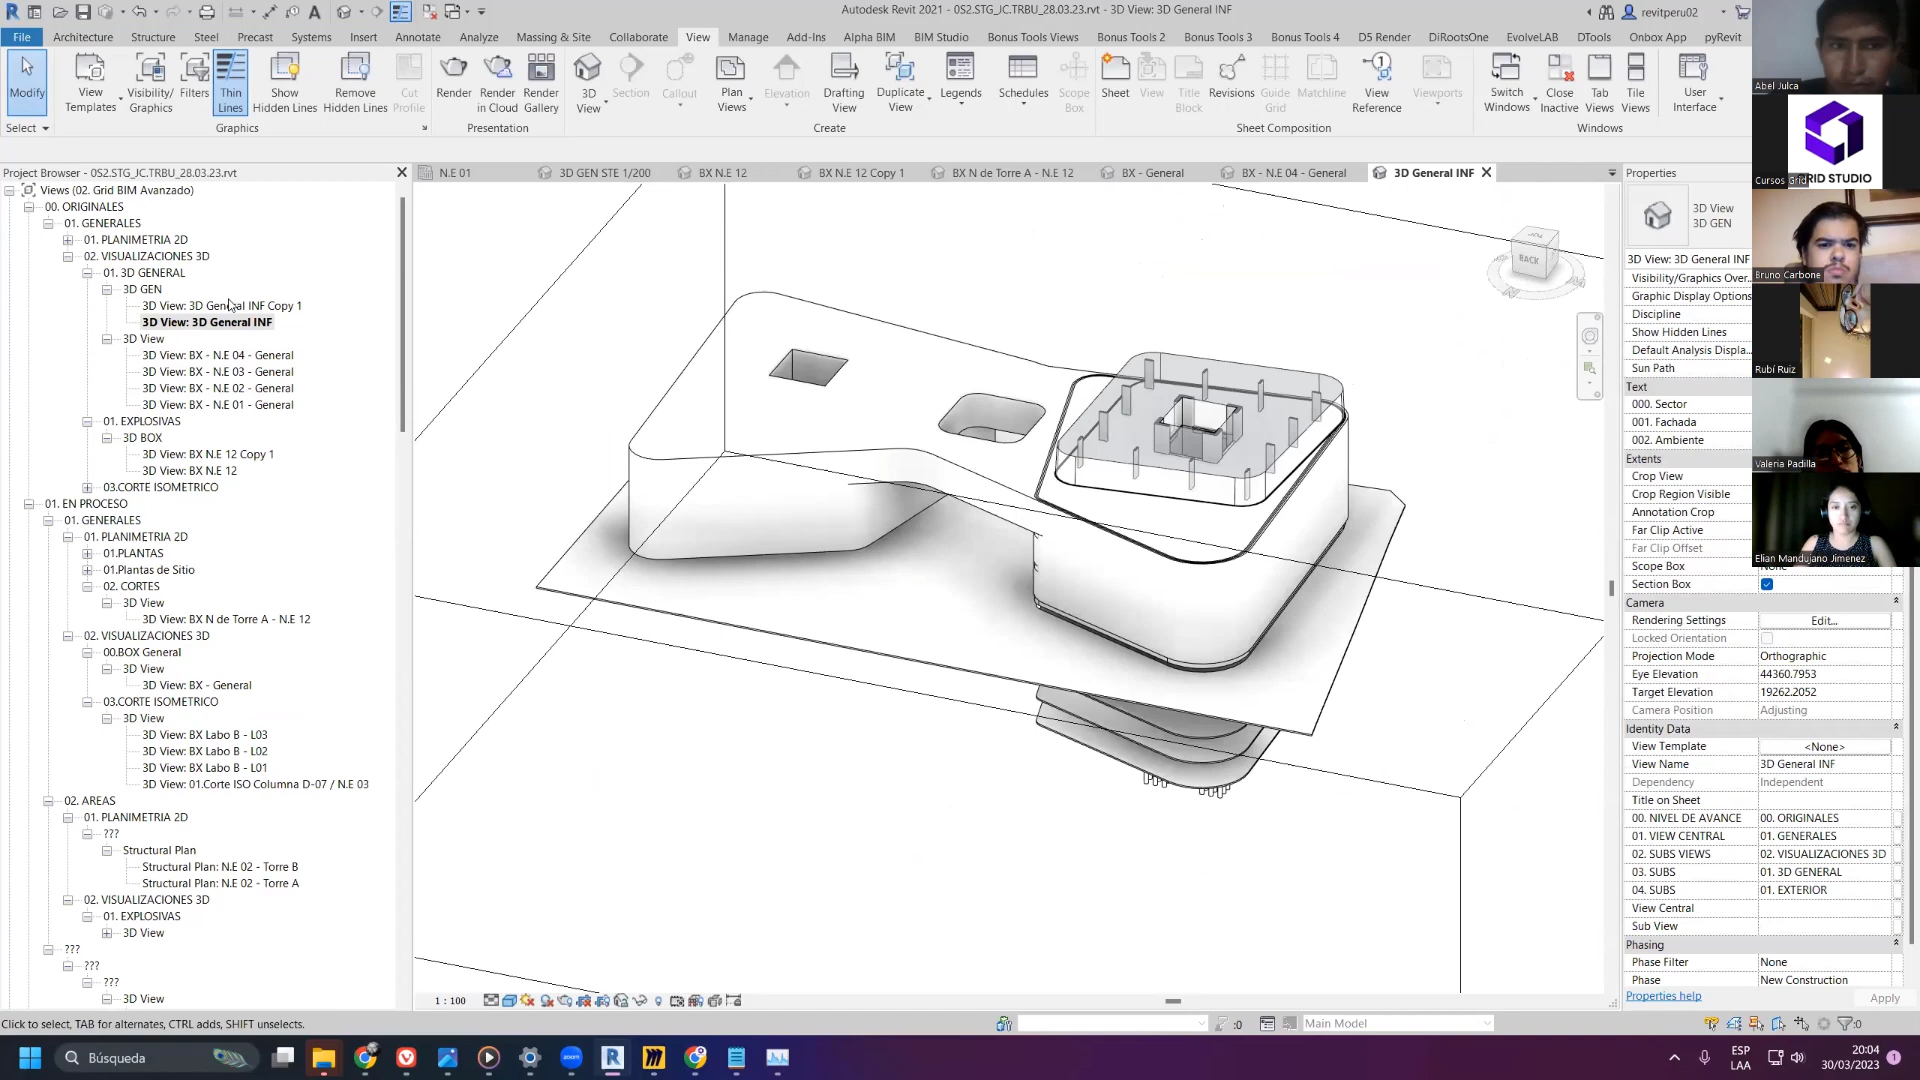 Autodesk Revit 2021 - 0S2.STG_JC.TRBU_28.03.23.rvt - 3D View: 3D General INF
revitperu02
File Architecture Structure Steel Precast Systems Insert Annotate Analyze Massing & Site Collaborate View Manage Add-Ins Alpha BIM BIM Studio Bonus Tools Views Bonus Tools 2 Bonus Tools 3 Bonus Tools 4 D5 Render DiRootsOne EvolveLAB DTools Onbox App pyRevit
Modify View Templates Visibility/ Graphics Filters Thin Lines Show Hidden Lines Remove Hidden Lines Cut Profile Render Render in Cloud Render Gallery 3D View Section Callout Plan Views Elevation Drafting View Duplicate View Legends Schedules Scope Box Sheet View Title Block Revisions Guide Grid Matchline View Reference Viewports Switch Windows Close Inactive Tab Views Tile Views User Interface
Select Graphics Presentation Create Sheet Composition Windows
Project Browser - 0S2.STG_JC.TRBU_28.03.23.rvt
N.E 01 3D GEN STE 1/200 BX N.E 12 BX N.E 12 Copy 1 BX N de Torre A - N.E 12 BX - General BX - N.E 04 - General 3D General INF
Views (02. Grid BIM Avanzado)
00. ORIGINALES
01. GENERALES
01. PLANIMETRIA 2D
02. VISUALIZACIONES 3D
01. 3D GENERAL
3D GEN
3D View: 3D General INF Copy 1
3D View: 3D General INF
3D View
3D View: BX - N.E 04 - General
3D View: BX - N.E 03 - General
3D View: BX - N.E 02 - General
3D View: BX - N.E 01 - General
01. EXPLOSIVAS
3D BOX
3D View: BX N.E 12 Copy 1
3D View: BX N.E 12
03.CORTE ISOMETRICO
01. EN PROCESO
01. GENERALES
01. PLANIMETRIA 2D
01.PLANTAS
01.Plantas de Sitio
02. CORTES
3D View
3D View: BX N de Torre A - N.E 12
02. VISUALIZACIONES 3D
00.BOX General
3D View
3D View: BX - General
03.CORTE ISOMETRICO
3D View
3D View: BX Labo B - L03
3D View: BX Labo B - L02
3D View: BX Labo B - L01
3D View: 01.Corte ISO Columna D-07 / N.E 03
02. AREAS
01. PLANIMETRIA 2D
???
Structural Plan
Structural Plan: N.E 02 - Torre B
Structural Plan: N.E 02 - Torre A
02. VISUALIZACIONES 3D
01. EXPLOSIVAS
3D View
???
???
???
3D View
BACK
1 : 100
Properties
3D View
3D GEN
3D View: 3D General INF
Visibility/Graphics Over...
Graphic Display Options
Discipline
Show Hidden Lines
Default Analysis Displa...
Sun Path
Text
000. Sector
001. Fachada
002. Ambiente
Extents
Crop View
Crop Region Visible
Annotation Crop
Far Clip Active
Far Clip Offset
Scope Box None
Section Box
Camera
Rendering Settings Edit...
Locked Orientation
Projection Mode Orthographic
Eye Elevation 44360.7953
Target Elevation 19262.2052
Camera Position Adjusting
Identity Data
View Template <None>
View Name 3D General INF
Dependency Independent
Title on Sheet
00. NIVEL DE AVANCE 00. ORIGINALES
01. VIEW CENTRAL 01. GENERALES
02. SUBS VIEWS 02. VISUALIZACIONES 3D
03. SUBS 01. 3D GENERAL
04. SUBS 01. EXTERIOR
View Central
Sub View
Phasing
Phase Filter None
Phase New Construction
Properties help Apply
Abel Julca
GRID STUDIO
Cursos Grid
Bruno Carbone
Rubí Ruiz
Valeria Padilla
Elian Mandujano Jimenez
Click to select, TAB for alternates, CTRL adds, SHIFT unselects.
:0 Main Model :0
Búsqueda
ESP
LAA
20:04
30/03/2023
1